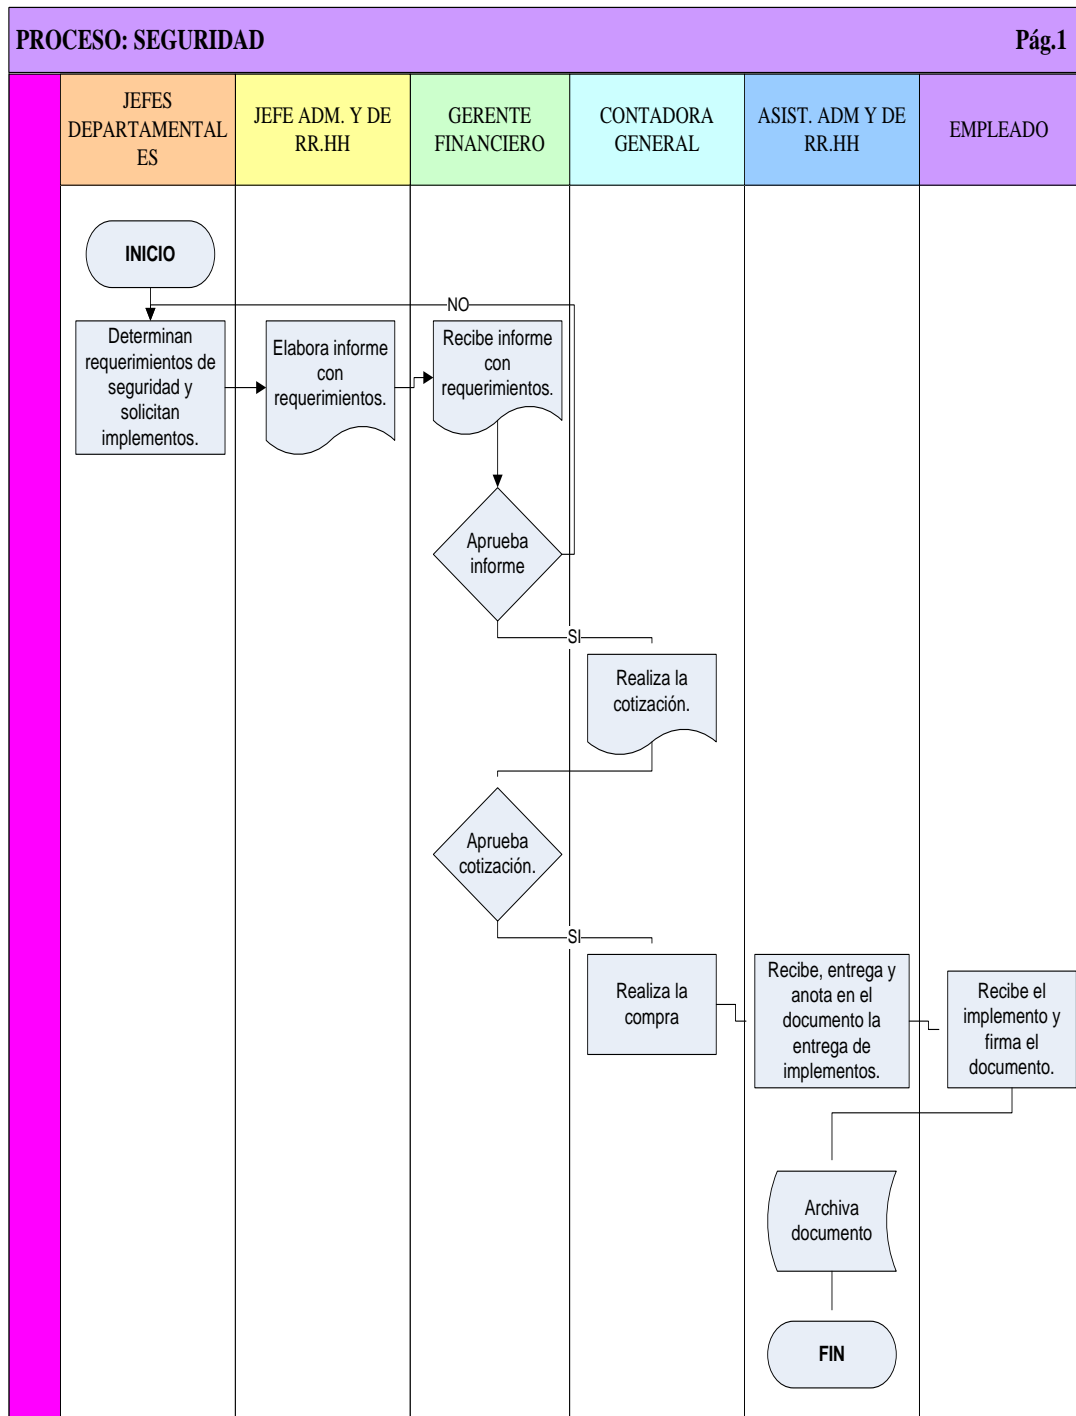 PROCESO: SEGURIDAD
Pág.1
JEFES
DEPARTAMENTAL
ES
JEFE ADM. Y DE
RR.HH
GERENTE
FINANCIERO
CONTADORA
GENERAL
ASIST. ADM Y DE
RR.HH
EMPLEADO
INICIO
NO
Determinan
requerimientos de
seguridad y
solicitan
implementos.
Elabora informe
con
requerimientos.
Recibe informe
con
requerimientos.
Aprueba
informe
SI
Realiza la
cotización.
Aprueba
cotización.
SI
Realiza la
compra
Recibe, entrega y
anota en el
documento la
entrega de
implementos.
Recibe el
implemento y
firma el
documento.
Archiva
documento
FIN